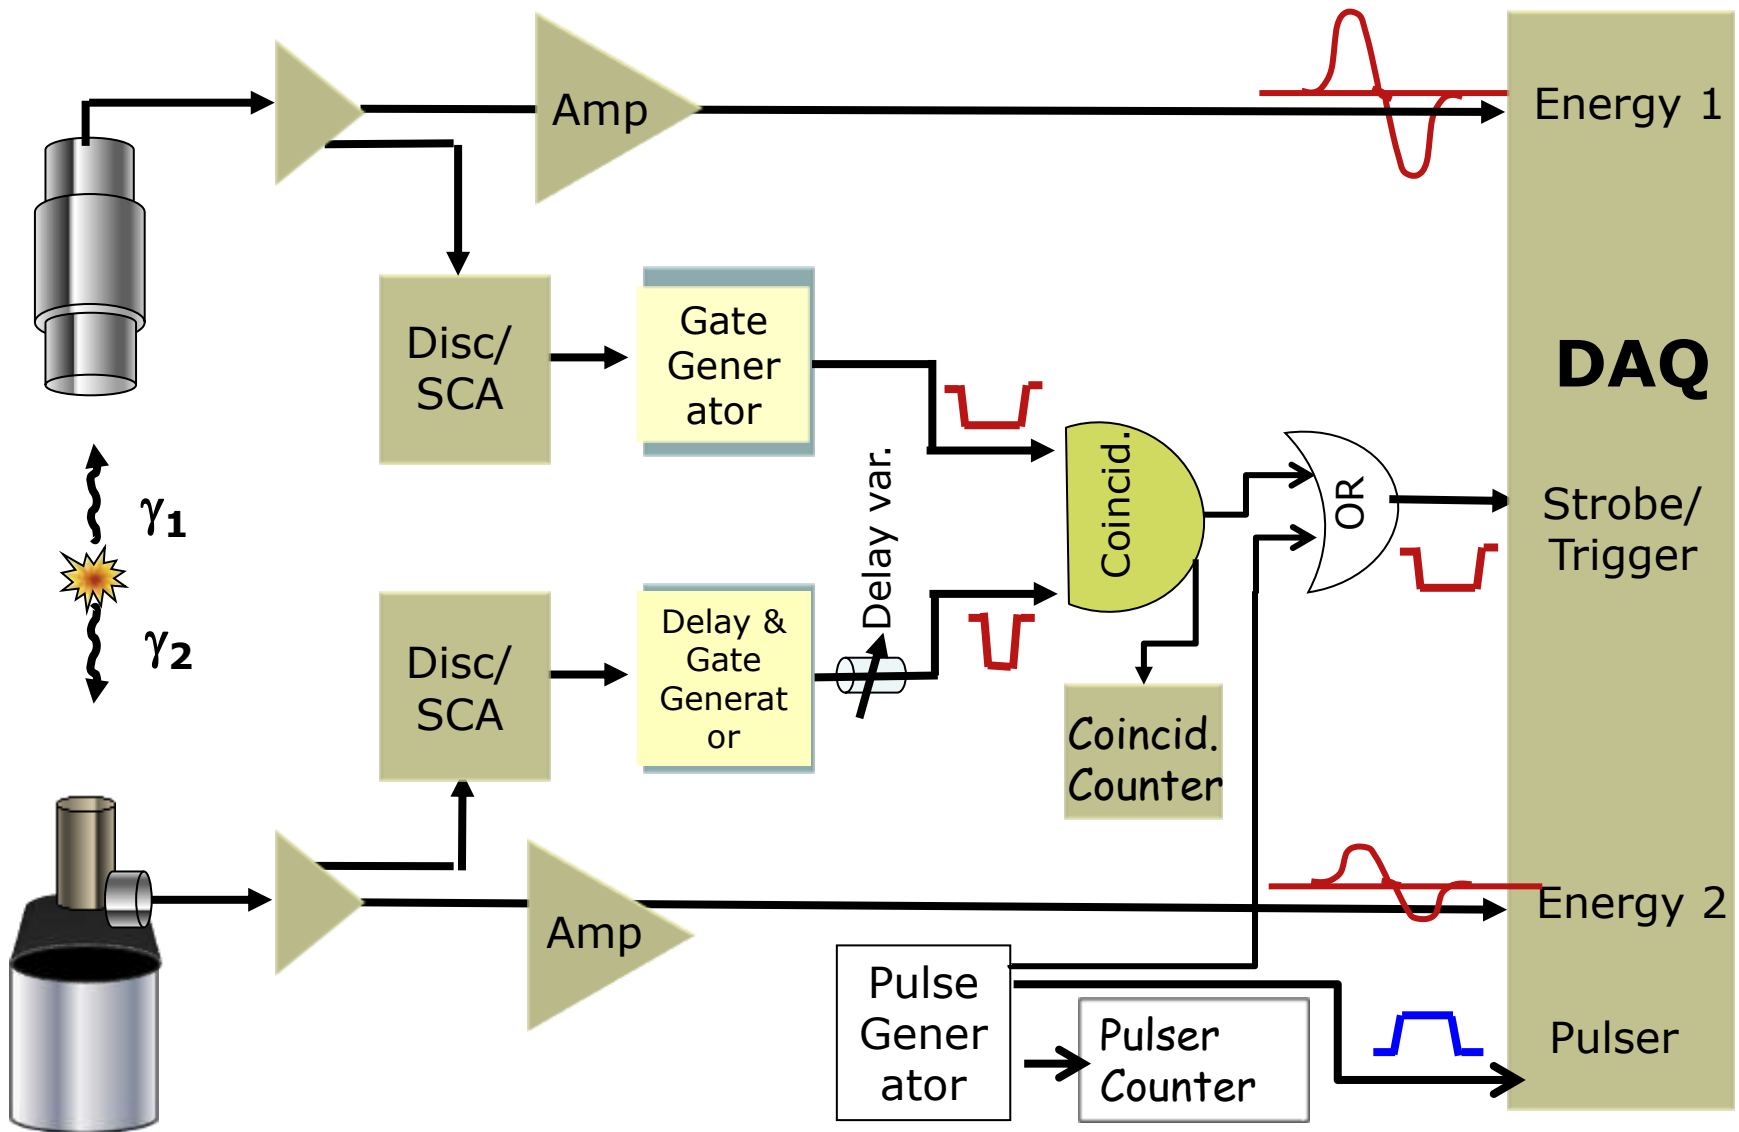 Amp
Energy 1
Disc/
SCA
Gate
Gener
ator
DAQ
γ1
Delay var.
Coincid.
OR
Strobe/
Trigger
γ2
Disc/
SCA
Delay &
Gate
Generat
or
Coincid.
Counter
Amp
Energy 2
Pulse
Gener
ator
Pulser
Counter
Pulser